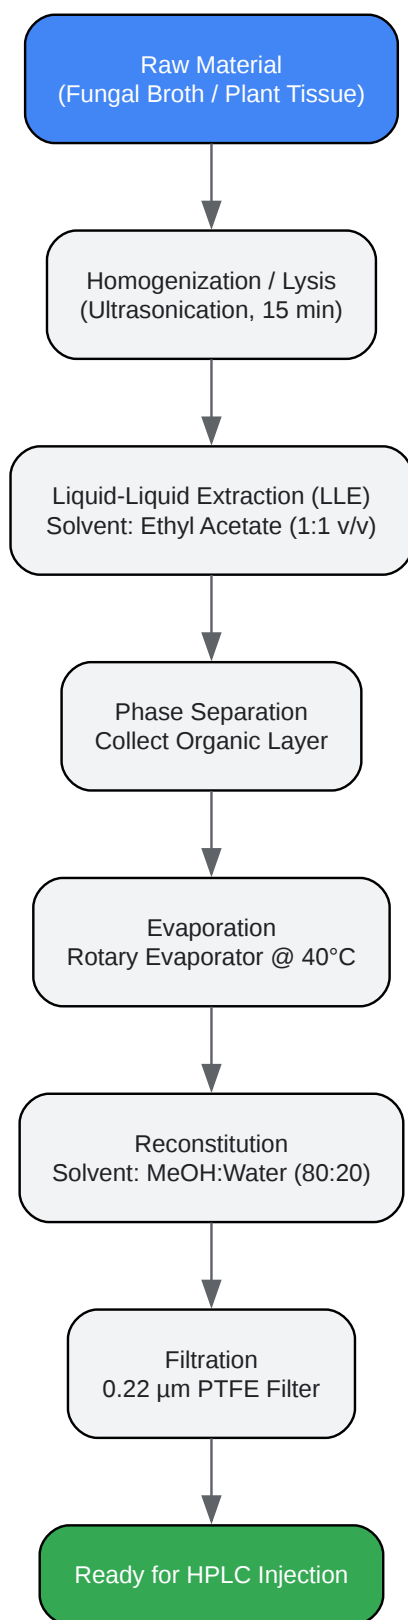 Raw Material
(Fungal Broth / Plant Tissue)
Homogenization / Lysis
(Ultrasonication, 15 min)
Liquid-Liquid Extraction (LLE)
Solvent: Ethyl Acetate (1:1 v/v)
Phase Separation
Collect Organic Layer
Evaporation
Rotary Evaporator @ 40°C
Reconstitution
Solvent: MeOH:Water (80:20)
Filtration
0.22 µm PTFE Filter
Ready for HPLC Injection